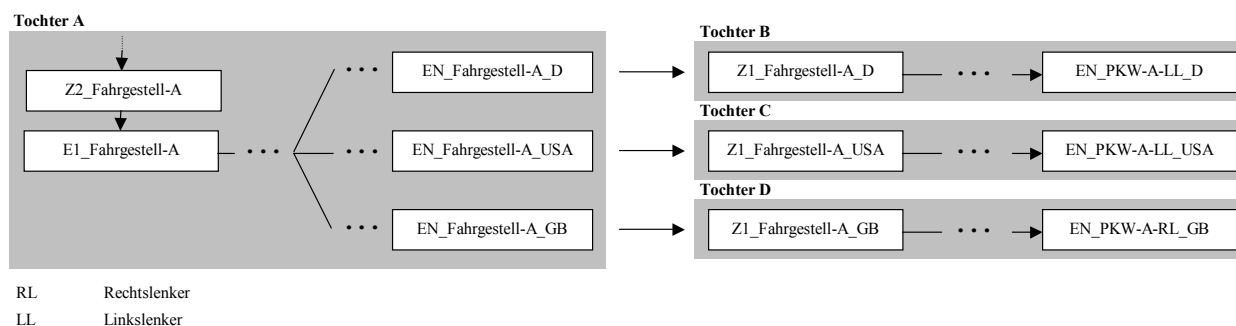 Tochter A
Z2_Fahrgestell-A
E1_Fahrgestell-A
EN_Fahrgestell-A_D
EN_Fahrgestell-A_USA
EN_Fahrgestell-A_GB
Tochter B
Z1_Fahrgestell-A_D
EN_PKW-A-LL_D
Tochter C
Z1_Fahrgestell-A_USA
EN_PKW-A-LL_USA
Tochter D
Z1_Fahrgestell-A_GB
EN_PKW-A-RL_GB
RL Rechtslenker
LL Linkslenker